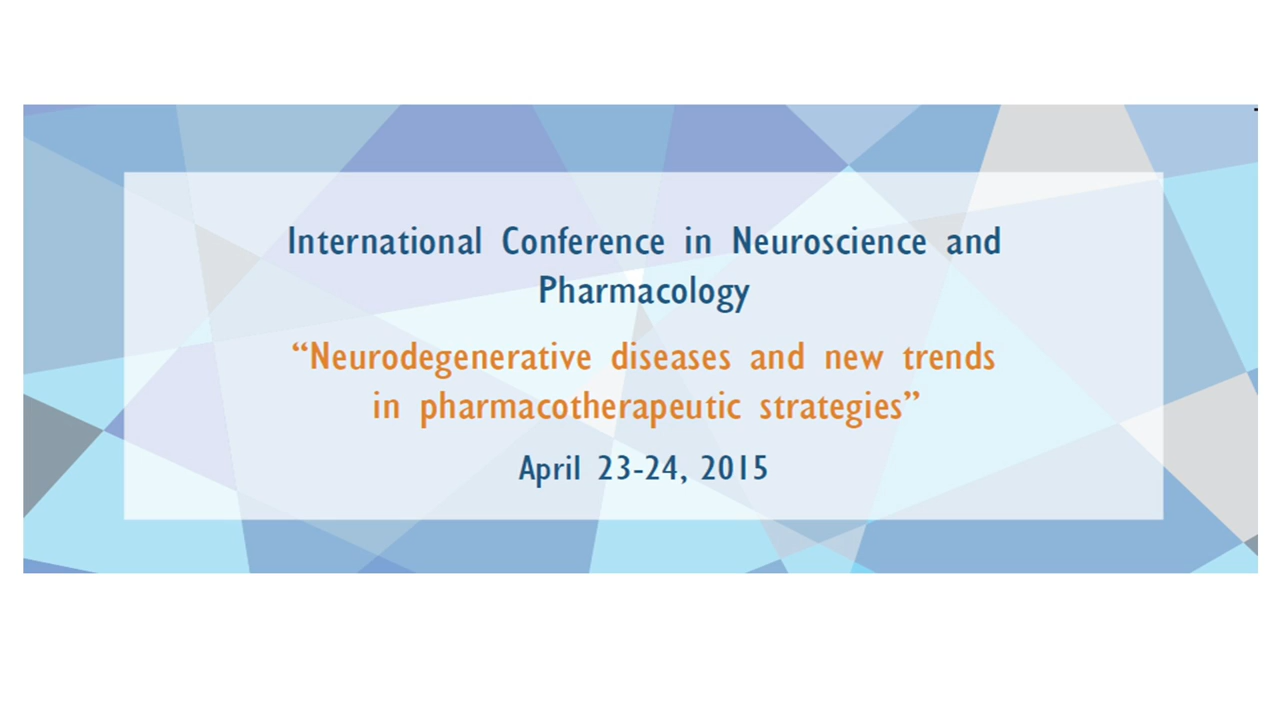 International Conference in Neuroscience and
Pharmacology
“Neurodegenerative diseases and new trends
in pharmacotherapeutic strategies”
April 23-24, 2015